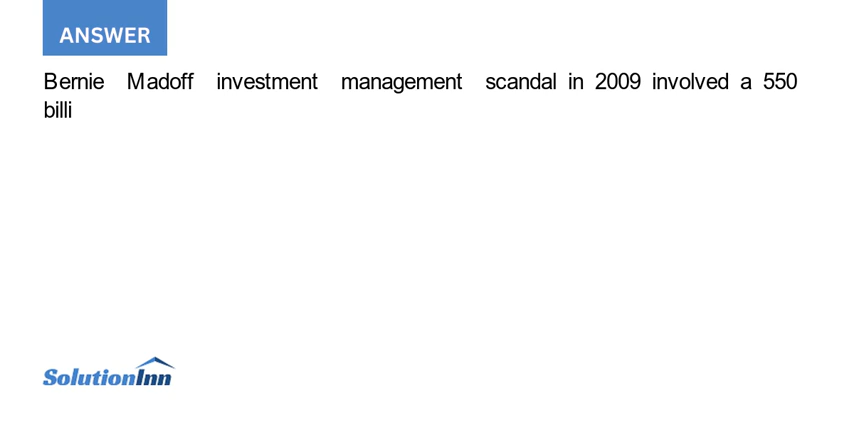 ANSWER
Bernie Madoff investment management scandal in 2009 involved a 550
billi
SolutionInn